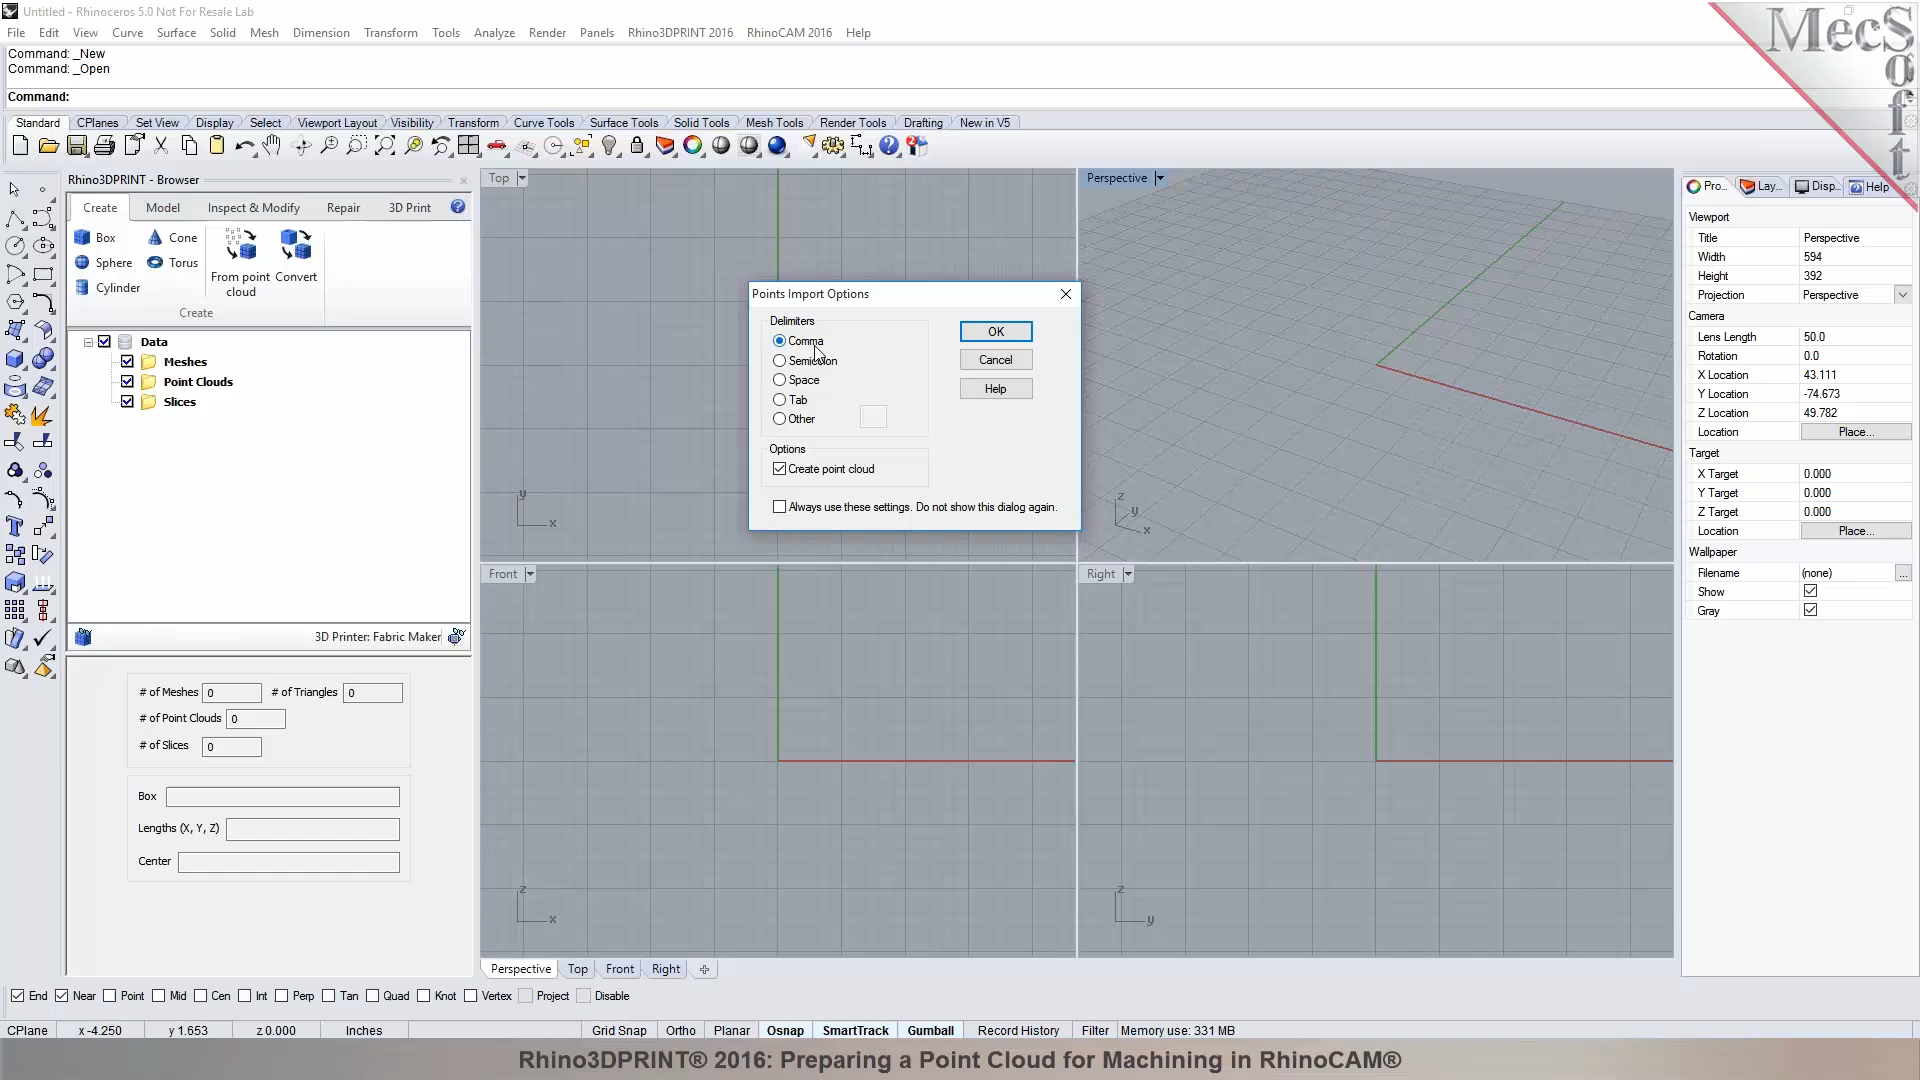 Untitled - Rhinoceros 5.0 Not For Resale Lab
File Edit View Curve Surface Solid Mesh Dimension Transform Tools Analyze Render Panels Rhino3DPRINT 2016 RhinoCAM 2016 Help
Command: _New
Command: _Open
Command:
Standard CPlanes Set View Display Select Viewport Layout Visibility Transform Curve Tools Surface Tools Solid Tools Mesh Tools Render Tools Drafting New in V5
MecSoft
Rhino3DPRINT - Browser
Create Model Inspect & Modify Repair 3D Print
Box Cone
Sphere Torus
Cylinder
From point cloud
Convert
Create
Data
Meshes
Point Clouds
Slices
3D Printer: Fabric Maker
# of Meshes 0 # of Triangles 0
# of Point Clouds 0
# of Slices 0
Box
Lengths (X, Y, Z)
Center
Top
Perspective
Front
Right
y
x
z
y
x
z
x
z
y
Points Import Options
Delimiters
Comma
Semicolon
Space
Tab
Other
OK
Cancel
Help
Options
Create point cloud
Always use these settings. Do not show this dialog again.
Pro... Lay... Disp... Help
Viewport
Title Perspective
Width 594
Height 392
Projection Perspective
Camera
Lens Length 50.0
Rotation 0.0
X Location 43.111
Y Location -74.673
Z Location 49.782
Location Place...
Target
X Target 0.000
Y Target 0.000
Z Target 0.000
Location Place...
Wallpaper
Filename (none) ...
Show
Gray
Perspective Top Front Right
End Near Point Mid Cen Int Perp Tan Quad Knot Vertex Project Disable
CPlane x -4.250 y 1.653 z 0.000 Inches Grid Snap Ortho Planar Osnap SmartTrack Gumball Record History Filter Memory use: 331 MB
Rhino3DPRINT® 2016: Preparing a Point Cloud for Machining in RhinoCAM®